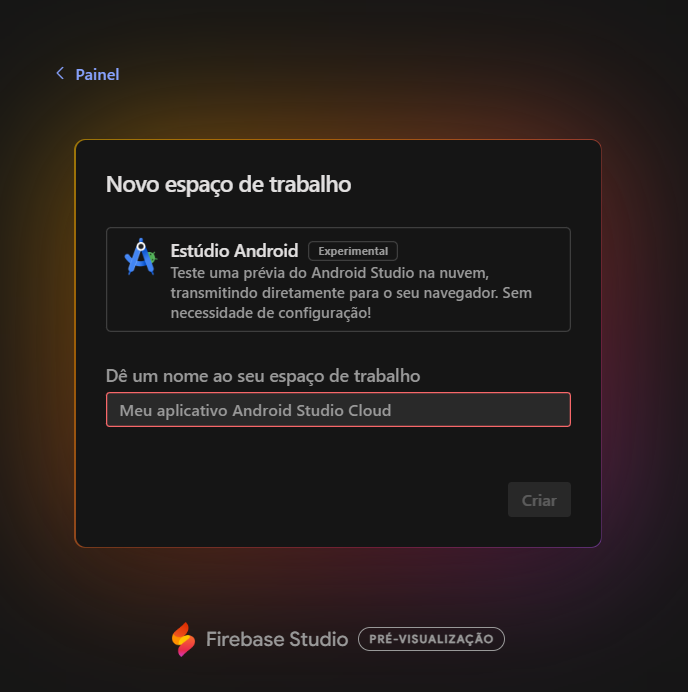 Painel
Novo espaço de trabalho
Estúdio Android Experimental
Teste uma prévia do Android Studio na nuvem,
transmitindo diretamente para o seu navegador. Sem
necessidade de configuração!
Dê um nome ao seu espaço de trabalho
Meu aplicativo Android Studio Cloud
Criar
Firebase Studio PRÉ-VISUALIZAÇÃO